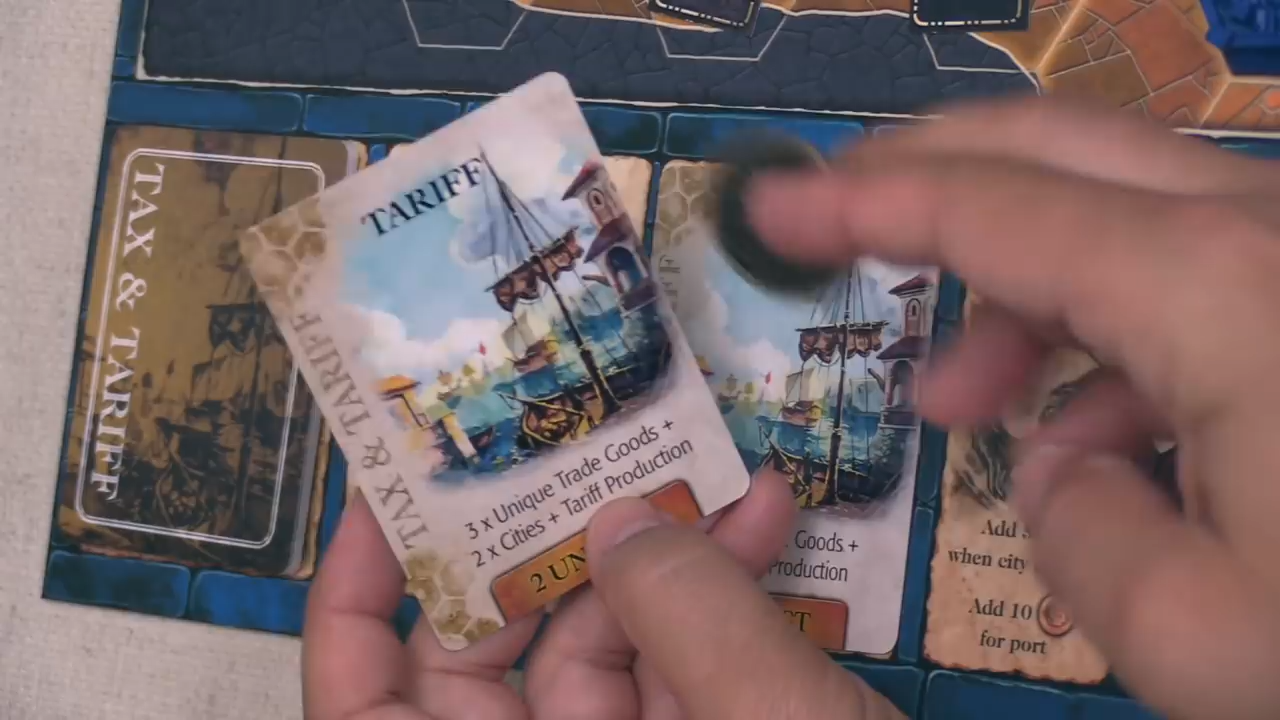 TAX & TARIFF
TARIFF
TAX & TARIFF
3 x Unique Trade Goods +
2 x Cities + Tariff Production
2 UN
Goods +
Production
CT
Add
when city
Add 10
for port